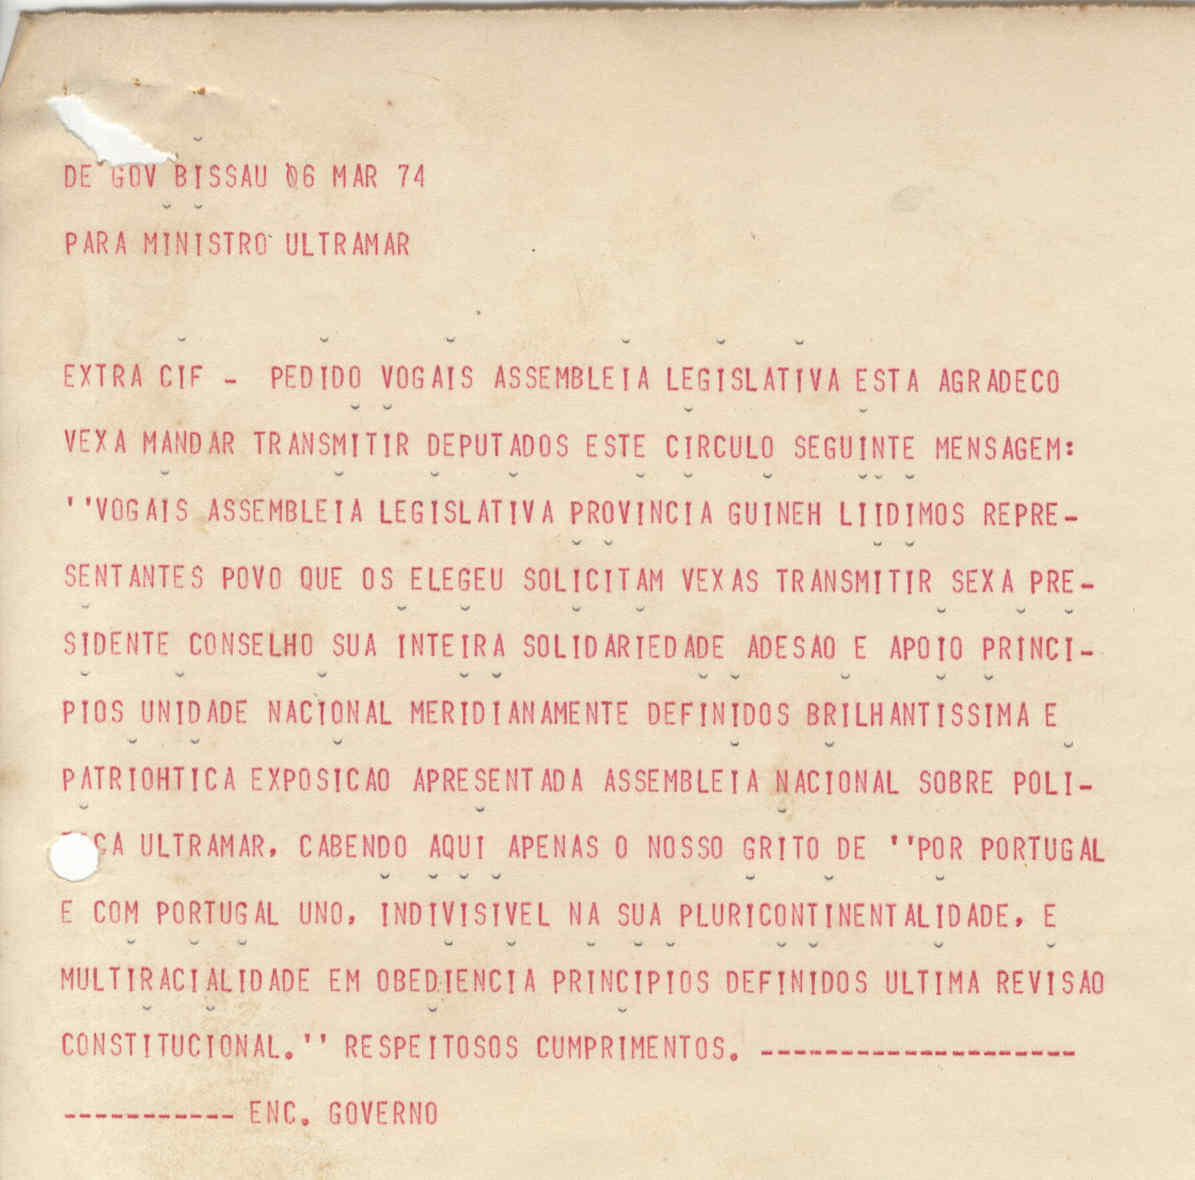 DE GOV BISSAU 06 MAR 74
PARA MINISTRO ULTRAMAR
EXTRA CIF - PEDIDO VOGAIS ASSEMBLEIA LEGISLATIVA ESTA AGRADECO
VEXA MANDAR TRANSMITIR DEPUTADOS ESTE CIRCULO SEGUINTE MENSAGEM:
''VOGAIS ASSEMBLEIA LEGISLATIVA PROVINCIA GUINEH LIIDIMOS REPRE-
SENTANTES POVO QUE OS ELEGEU SOLICITAM VEXAS TRANSMITIR SEXA PRE-
SIDENTE CONSELHO SUA INTEIRA SOLIDARIEDADE ADESAO E APOIO PRINCI-
PIOS UNIDADE NACIONAL MERIDIANAMENTE DEFINIDOS BRILHANTISSIMA E
PATRIOHTICA EXPOSICAO APRESENTADA ASSEMBLEIA NACIONAL SOBRE POLI-
CA ULTRAMAR, CABENDO AQUI APENAS O NOSSO GRITO DE ''POR PORTUGAL
E COM PORTUGAL UNO, INDIVISIVEL NA SUA PLURICONTINENTALIDADE, E
MULTIRACIALIDADE EM OBEDIENCIA PRINCIPIOS DEFINIDOS ULTIMA REVISAO
CONSTITUCIONAL.'' RESPEITOSOS CUMPRIMENTOS. --------------------
----------- ENC. GOVERNO